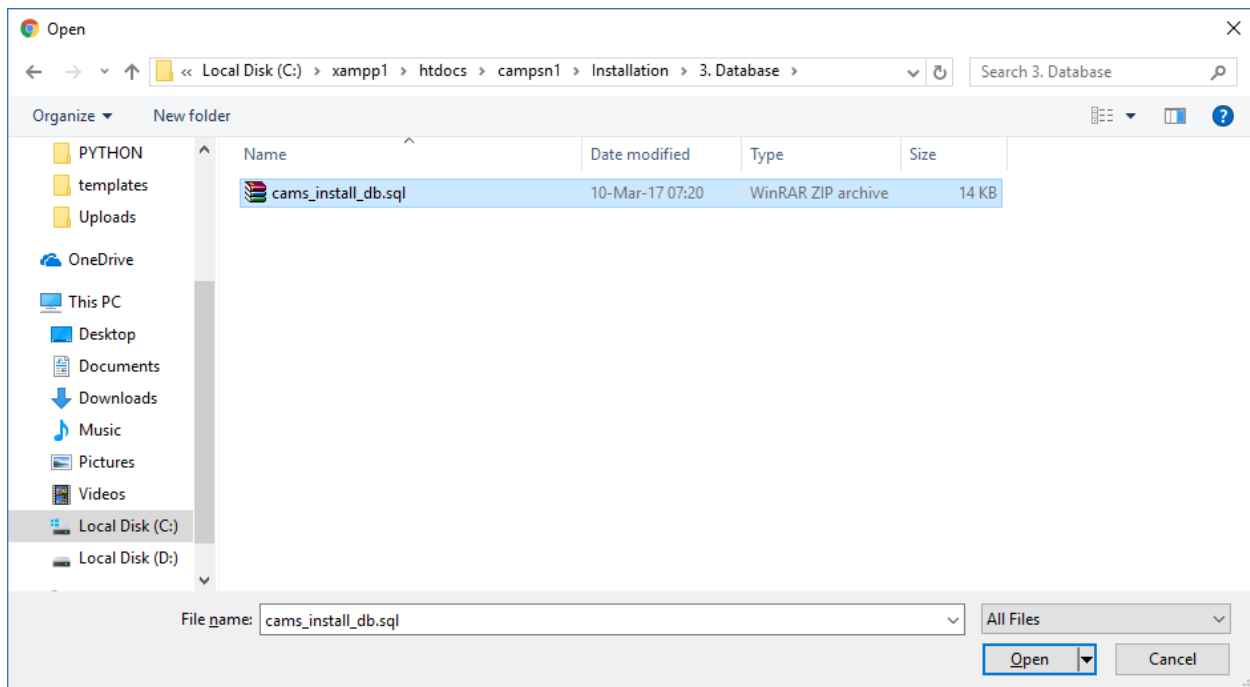 Open
« Local Disk (C:) › xampp1 › htdocs › campsn1 › Installation › 3. Database ›
Search 3. Database
Organize
New folder
?
PYTHON
templates
Uploads
OneDrive
This PC
Desktop
Documents
Downloads
Music
Pictures
Videos
Local Disk (C:)
Local Disk (D:)
Name Date modified Type Size
cams_install_db.sql 10-Mar-17 07:20 WinRAR ZIP archive 14 KB
File name: cams_install_db.sql
All Files
Open
Cancel